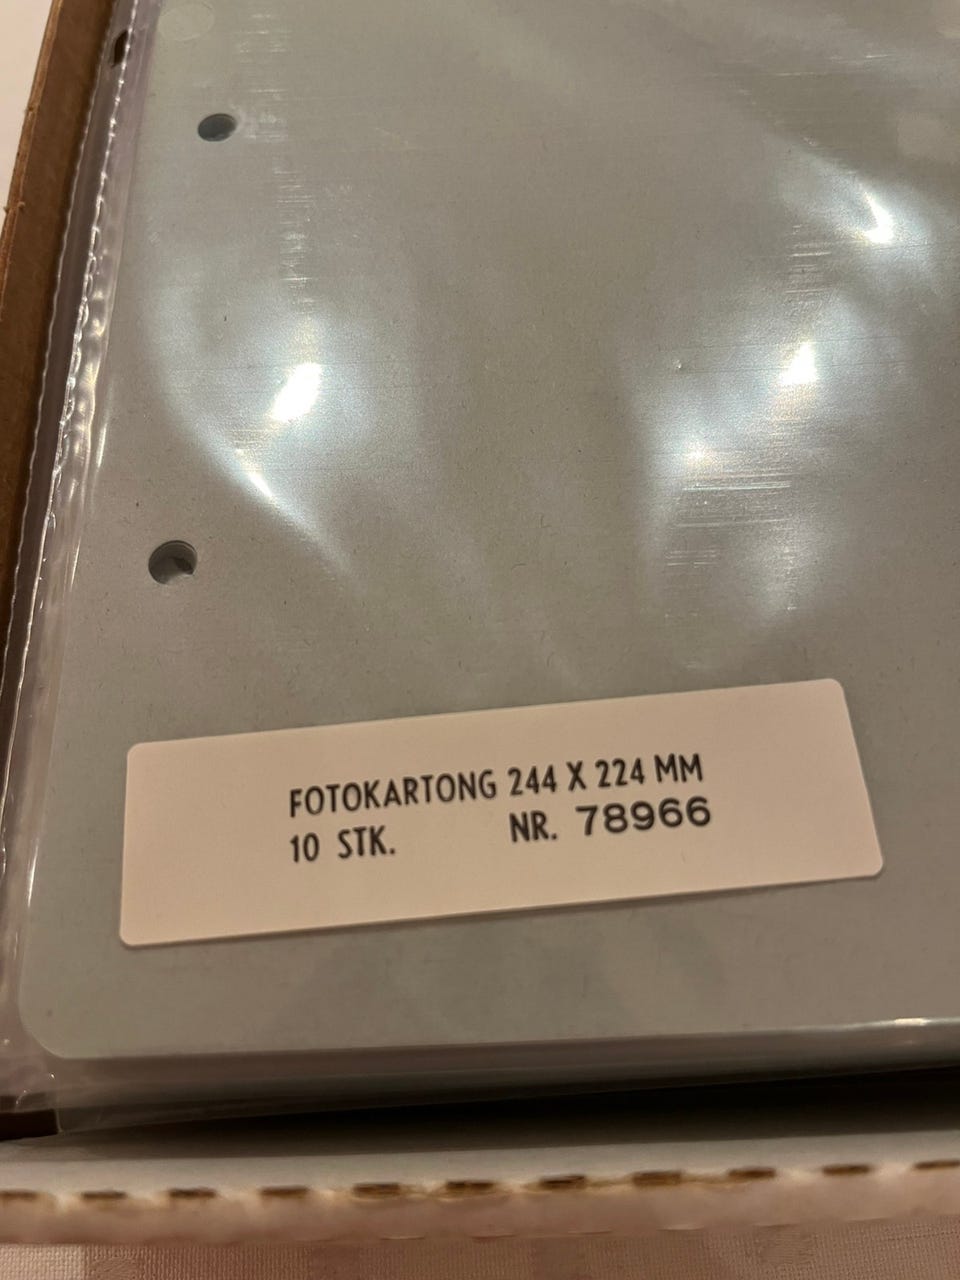 FOTOKARTONG 244 X 224 MM
10 STK. NR. 78966